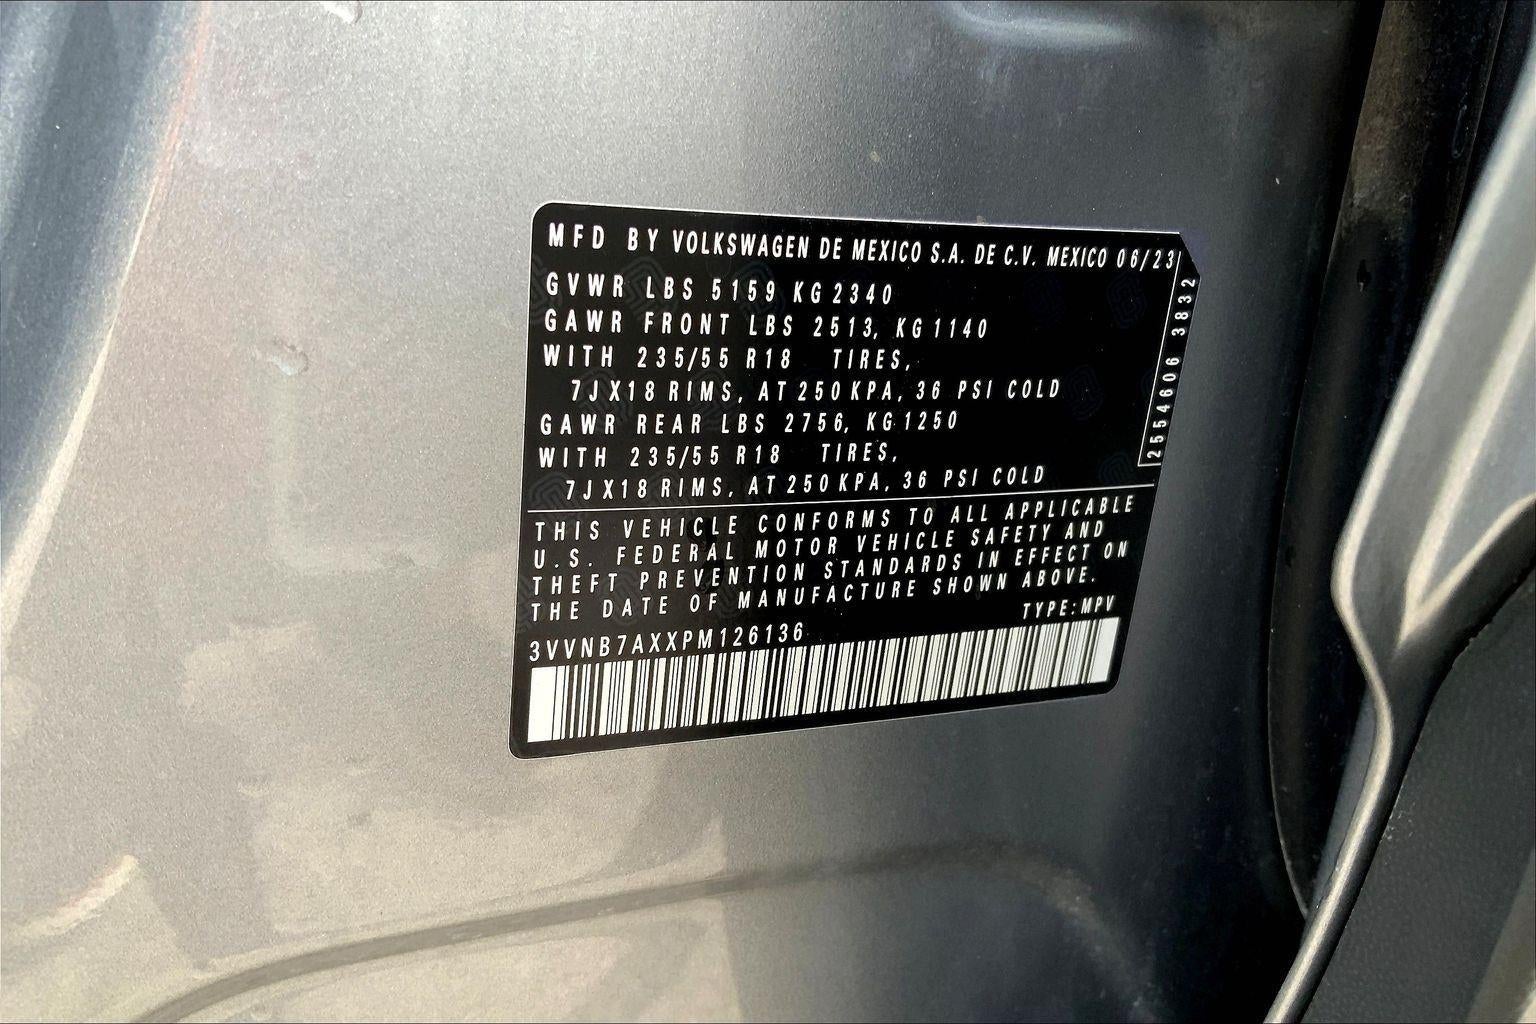 MFD BY VOLKSWAGEN DE MEXICO S.A. DE C.V. MEXICO 06/23
GVWR LBS 5159 KG 2340
GAWR FRONT LBS 2513, KG 1140
WITH 235/55 R18 TIRES,
7JX18 RIMS, AT 250 KPA, 36 PSI COLD
GAWR REAR LBS 2756, KG 1250
WITH 235/55 R18 TIRES,
7JX18 RIMS, AT 250 KPA, 36 PSI COLD
2554606 3832
THIS VEHICLE CONFORMS TO ALL APPLICABLE
U.S. FEDERAL MOTOR VEHICLE SAFETY AND
THEFT PREVENTION STANDARDS IN EFFECT ON
THE DATE OF MANUFACTURE SHOWN ABOVE.
TYPE:MPV
3VVNB7AXXPM126136